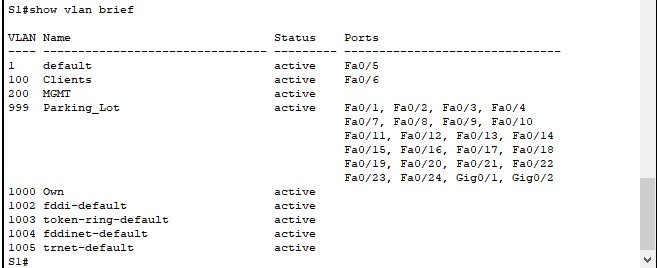 S1#show vlan brief
VLAN Name                             Status    Ports
---- -------------------------------- --------- -------------------------------
1    default                          active    Fa0/5
100  Clients                          active    Fa0/6
200  MGMT                             active
999  Parking_Lot                      active    Fa0/1, Fa0/2, Fa0/3, Fa0/4
                                                Fa0/7, Fa0/8, Fa0/9, Fa0/10
                                                Fa0/11, Fa0/12, Fa0/13, Fa0/14
                                                Fa0/15, Fa0/16, Fa0/17, Fa0/18
                                                Fa0/19, Fa0/20, Fa0/21, Fa0/22
                                                Fa0/23, Fa0/24, Gig0/1, Gig0/2
1000 Own                              active
1002 fddi-default                     active
1003 token-ring-default               active
1004 fddinet-default                  active
1005 trnet-default                    active
S1#